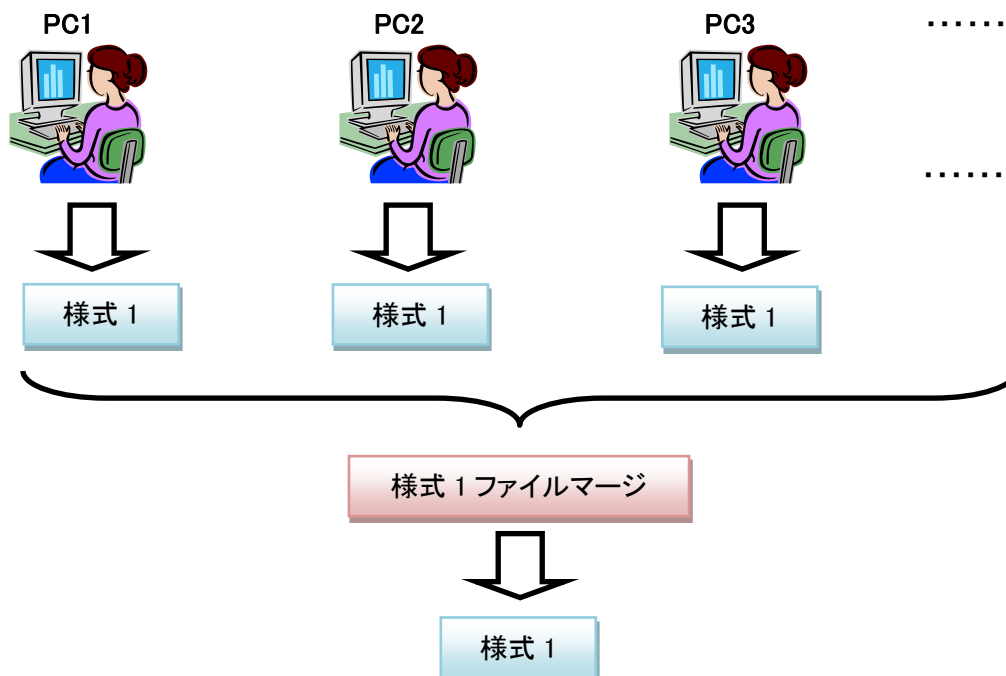 PC1 PC2 PC3 ・・・・・・
・・・・・・
様式 1 様式 1 様式 1
様式 1 ファイルマージ
様式 1